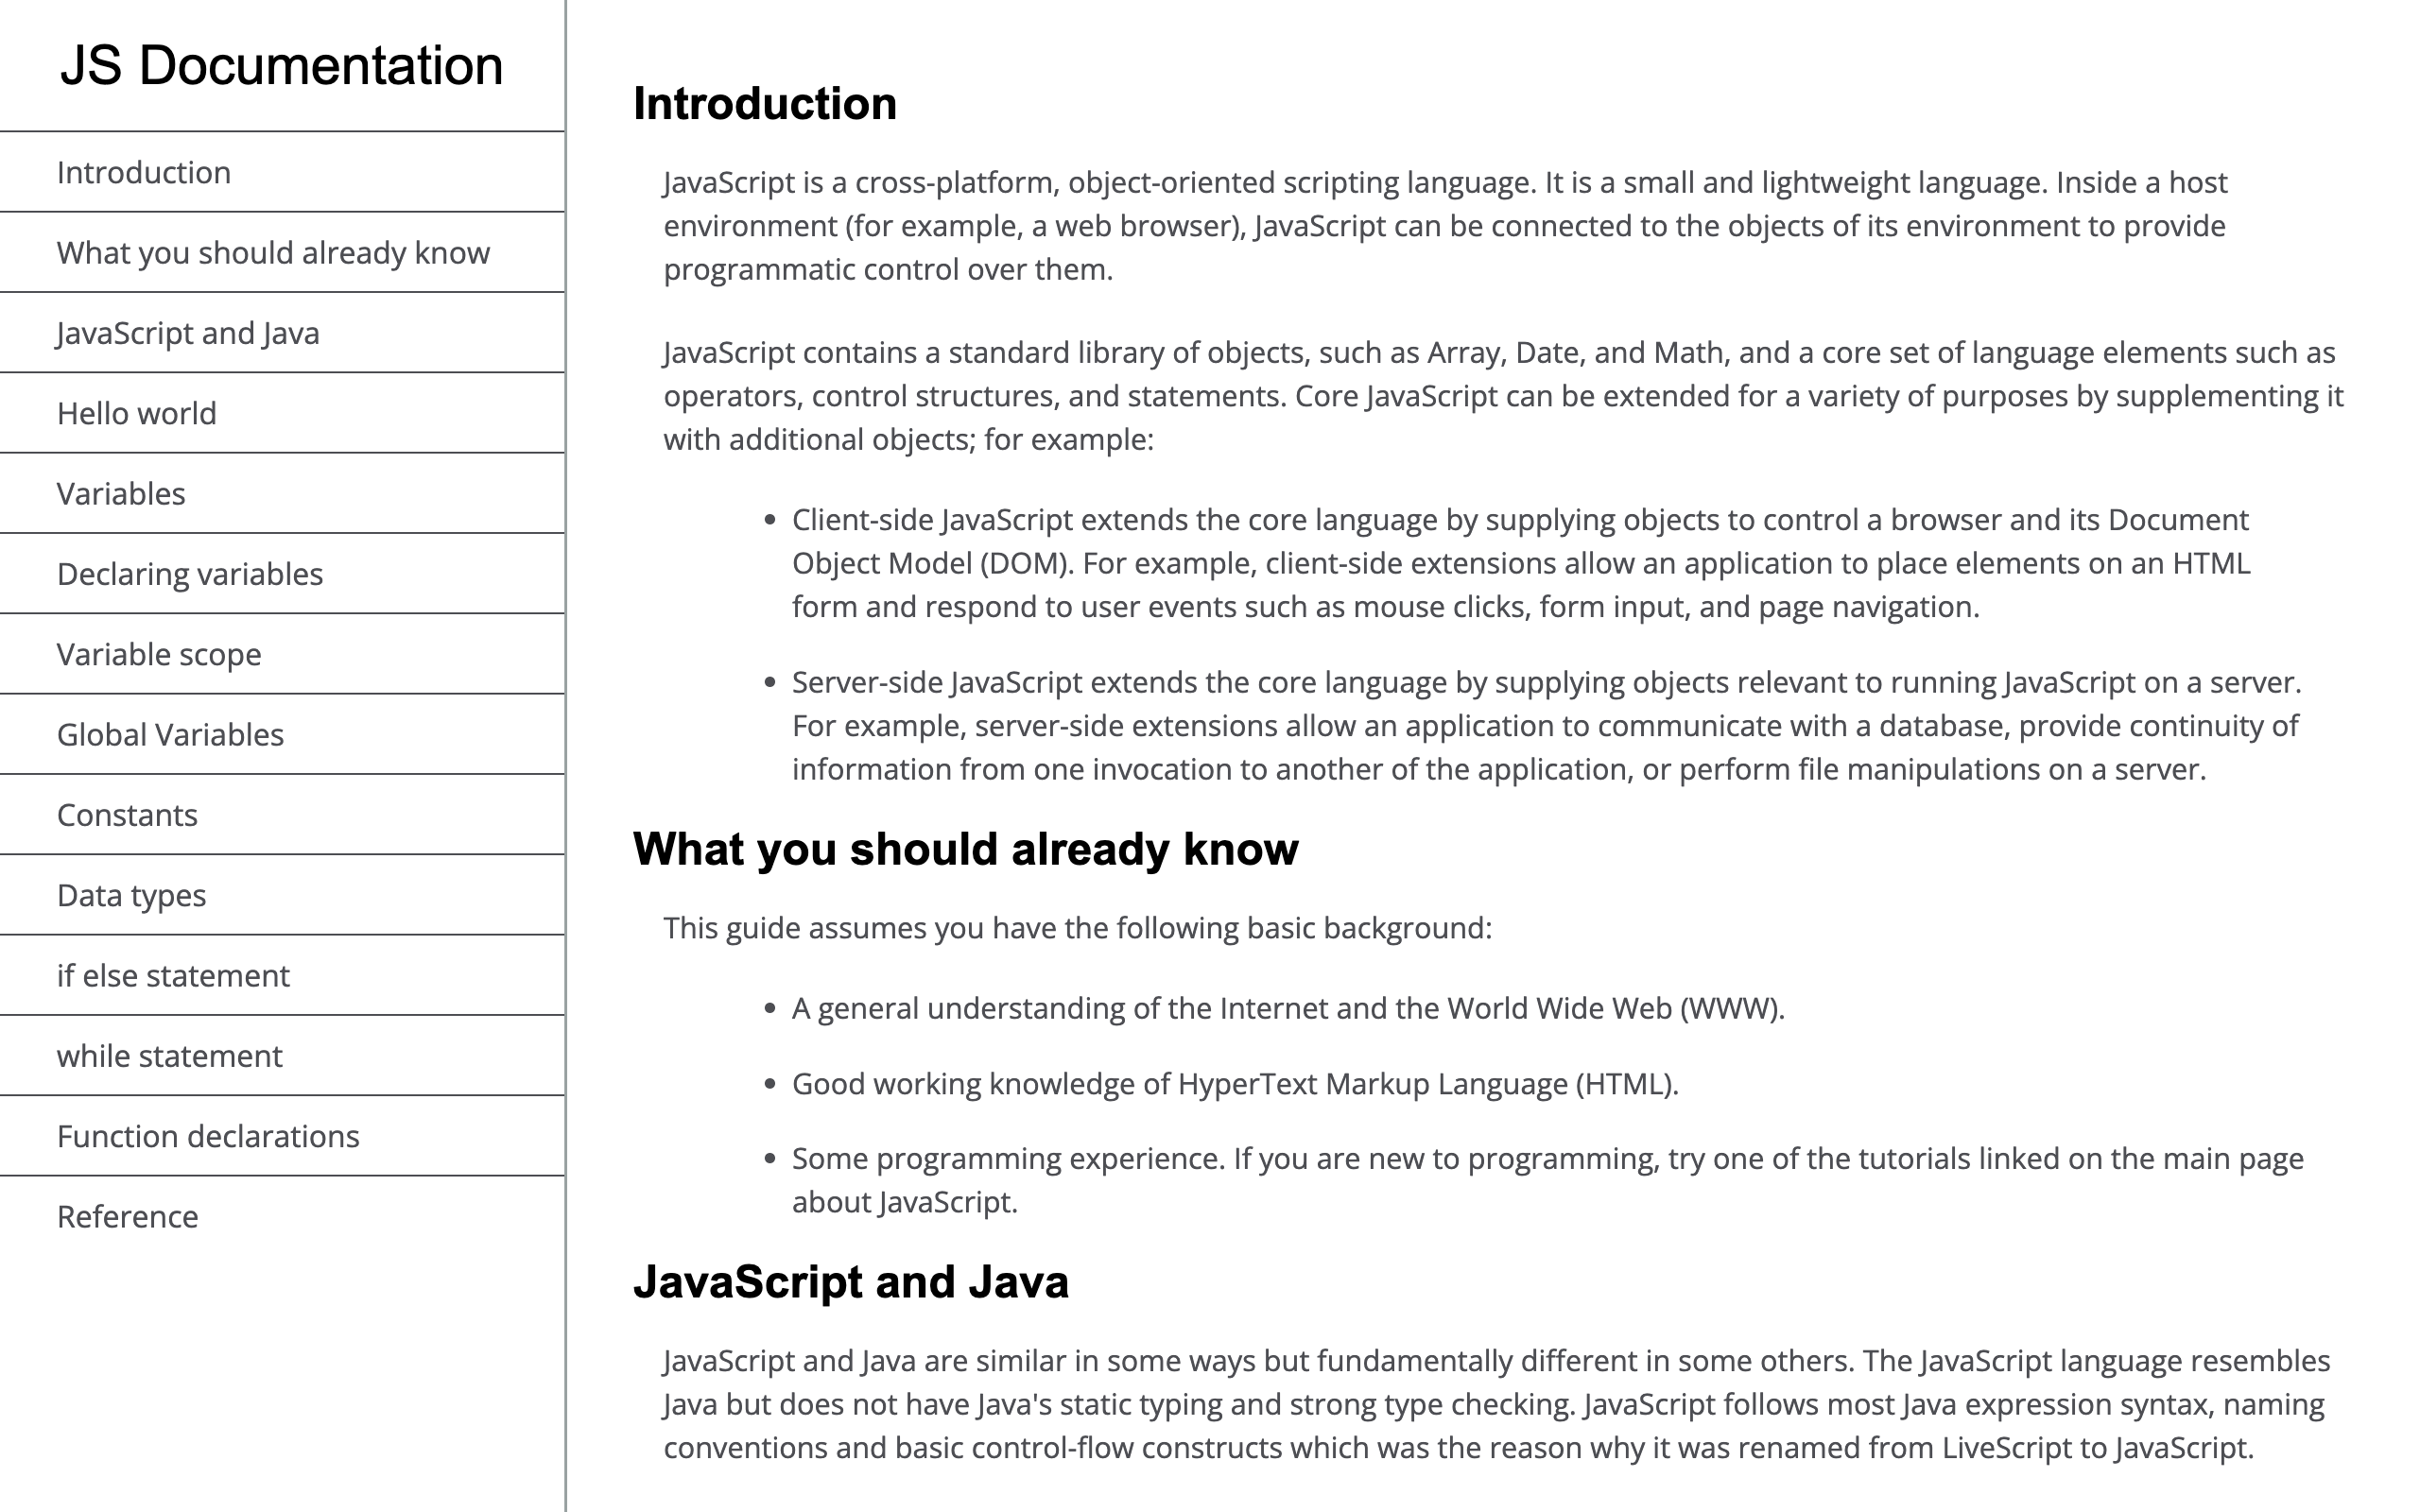 JS Documentation
Introduction
What you should already know
JavaScript and Java
Hello world
Variables
Declaring variables
Variable scope
Global Variables
Constants
Data types
if else statement
while statement
Function declarations
Reference
Introduction
JavaScript is a cross-platform, object-oriented scripting language. It is a small and lightweight language. Inside a host
environment (for example, a web browser), JavaScript can be connected to the objects of its environment to provide
programmatic control over them.
JavaScript contains a standard library of objects, such as Array, Date, and Math, and a core set of language elements such as
operators, control structures, and statements. Core JavaScript can be extended for a variety of purposes by supplementing it
with additional objects; for example:
• Client-side JavaScript extends the core language by supplying objects to control a browser and its Document
Object Model (DOM). For example, client-side extensions allow an application to place elements on an HTML
form and respond to user events such as mouse clicks, form input, and page navigation.
• Server-side JavaScript extends the core language by supplying objects relevant to running JavaScript on a server.
For example, server-side extensions allow an application to communicate with a database, provide continuity of
information from one invocation to another of the application, or perform file manipulations on a server.
What you should already know
This guide assumes you have the following basic background:
• A general understanding of the Internet and the World Wide Web (WWW).
• Good working knowledge of HyperText Markup Language (HTML).
• Some programming experience. If you are new to programming, try one of the tutorials linked on the main page
about JavaScript.
JavaScript and Java
JavaScript and Java are similar in some ways but fundamentally different in some others. The JavaScript language resembles
Java but does not have Java's static typing and strong type checking. JavaScript follows most Java expression syntax, naming
conventions and basic control-flow constructs which was the reason why it was renamed from LiveScript to JavaScript.